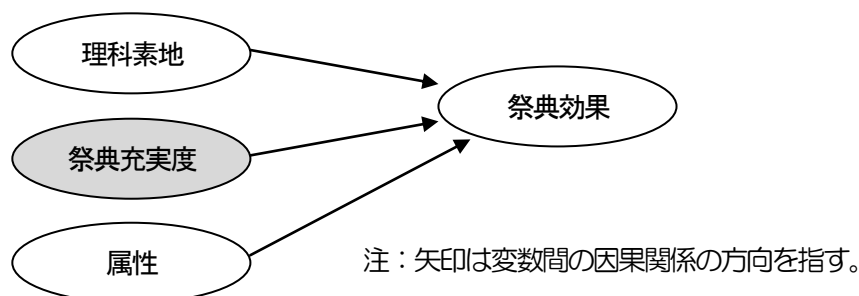 理科素地
祭典効果
祭典充実度
属性
注：矢印は変数間の因果関係の方向を指す。